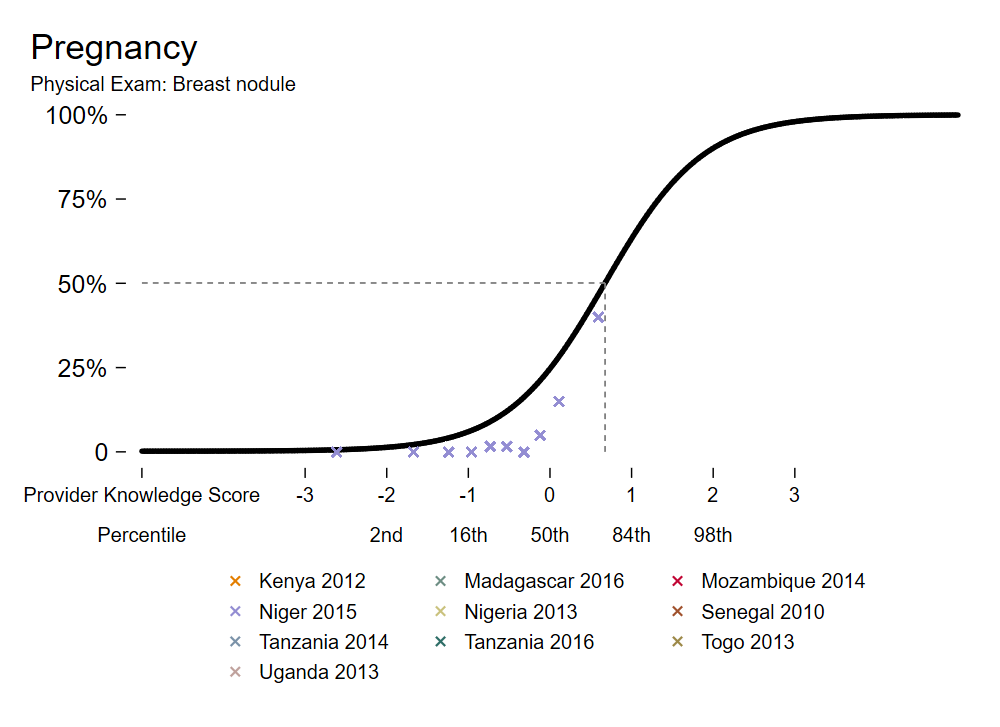 Pregnancy
Physical Exam: Breast nodule
100%
75%
50%
25%
0
Provider Knowledge Score -3 -2 -1 0 1 2 3
Percentile 2nd 16th 50th 84th 98th
Kenya 2012 Madagascar 2016 Mozambique 2014
Niger 2015 Nigeria 2013 Senegal 2010
Tanzania 2014 Tanzania 2016 Togo 2013
Uganda 2013